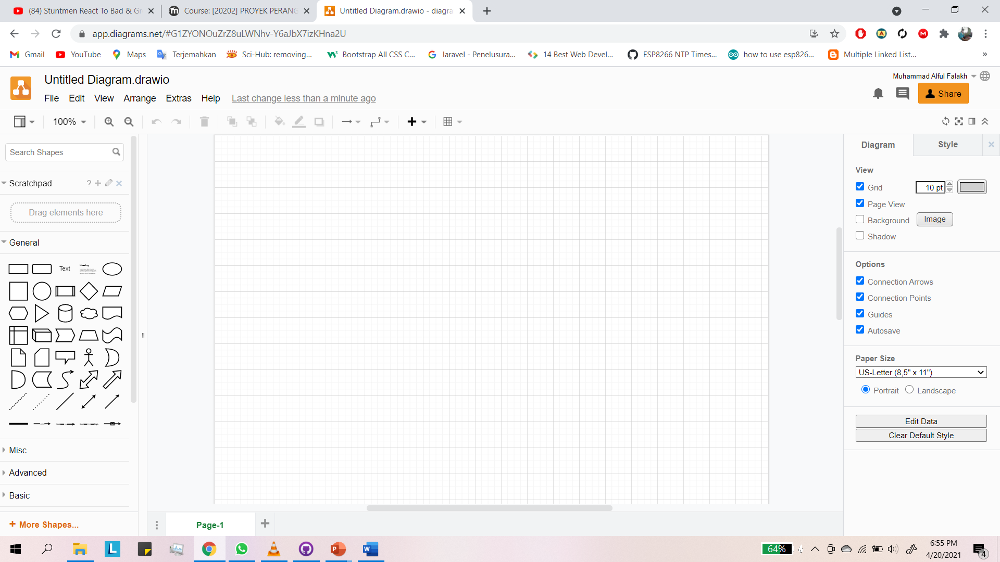 (84) Stuntmen React To Bad & Gr
Course: [20202] PROYEK PERANG
Untitled Diagram.drawio - diagra
app.diagrams.net/#G1ZYONOuZrZ8uLWNhv-Y6aJbX7izKHna2U
Gmail
YouTube
Maps
Terjemahkan
Sci-Hub: removing...
Bootstrap All CSS C...
laravel - Penelusura...
14 Best Web Devel...
ESP8266 NTP Times...
how to use esp826...
Multiple Linked List...
»
Untitled Diagram.drawio
Muhammad Alful Falakh
File Edit View Arrange Extras Help Last change less than a minute ago
Share
100%
Search Shapes
Scratchpad
?
Drag elements here
General
Text
Heading
Misc
Advanced
Basic
+ More Shapes...
Page-1
Diagram
Style
View
Grid
10 pt
Page View
Background
Image
Shadow
Options
Connection Arrows
Connection Points
Guides
Autosave
Paper Size
US-Letter (8,5" x 11")
Portrait
Landscape
Edit Data
Clear Default Style
64%
6:55 PM
4/20/2021
4